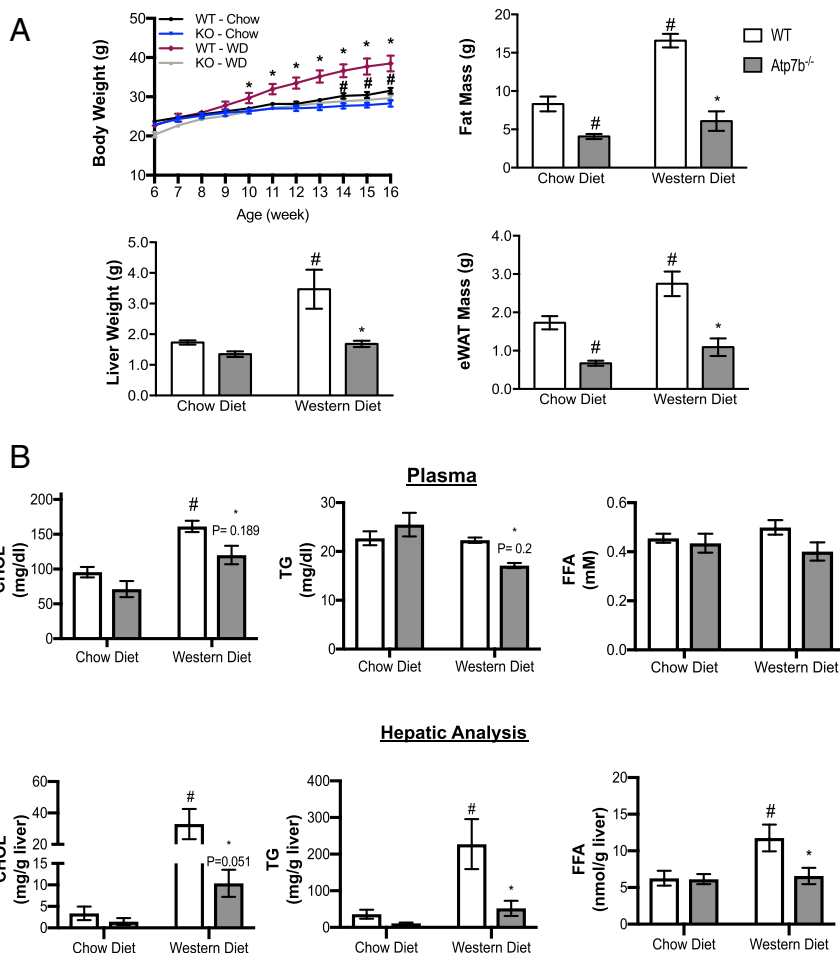 A
50
40
30
20
10
Body Weight (g)
WT - Chow
KO - Chow
WT - WD
KO - WD
* * * * * * *
# # #
6 7 8 9 10 11 12 13 14 15 16
Age (week)
20
15
10
5
0
Fat Mass (g)
#
#
*
Chow Diet Western Diet
WT
Atp7b-/-
5.0
4.0
3.0
2.0
1.0
0.0
Liver Weight (g)
#
*
Chow Diet Western Diet
4.0
3.0
2.0
1.0
0.0
eWAT Mass (g)
#
#
*
Chow Diet Western Diet
B
Plasma
200
150
100
50
0
(mg/dl)
#
*
P= 0.189
Chow Diet Western Diet
30
20
10
0
TG
(mg/dl)
*
P= 0.2
Chow Diet Western Diet
0.6
0.4
0.2
0.0
FFA
(mM)
Chow Diet Western Diet
Hepatic Analysis
60
40
20
15
10
5
0
(mg/g liver)
#
*
P=0.051
Chow Diet Western Diet
400
300
200
100
0
TG
(mg/g liver)
#
*
Chow Diet Western Diet
20
15
10
5
0
FFA
(nmol/g liver)
#
*
Chow Diet Western Diet